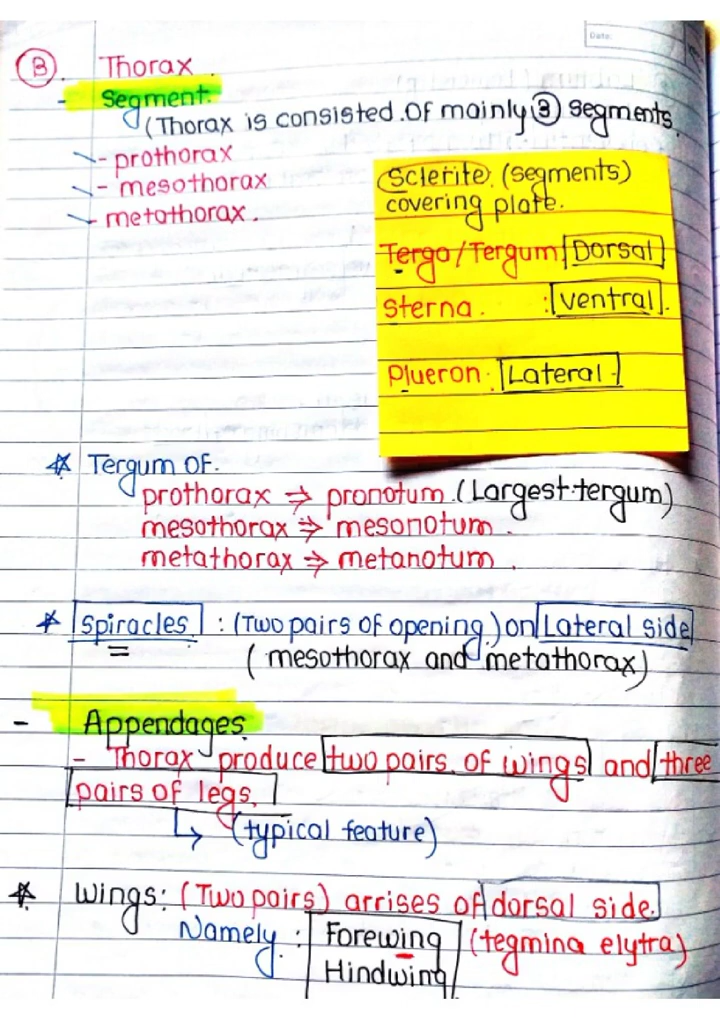 Date:
B. Thorax.
- Segment.
(Thorax is consisted of mainly 3 segments.
- prothorax
- mesothorax
- metathorax.
Sclerite. (segments)
covering plate.
Terga/Tergum: Dorsal
Sterna. : ventral.
Plueron. Lateral.
* Tergum of.
prothorax ⇒ pronotum. (Largest tergum)
mesothorax ⇒ mesonotum.
metathorax ⇒ metanotum.
* Spiracles : (Two pairs of opening) on Lateral side
( mesothorax and metathorax)
- Appendages
- Thorax produce two pairs of wings and three
pairs of legs.
↳ (typical feature)
* Wings: (Two pairs) arrises of dorsal side.
Namely : Forewing (tegmina elytra)
Hindwing